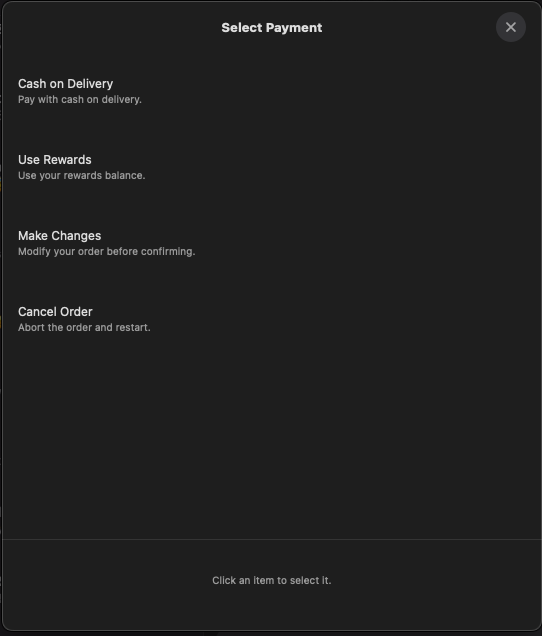 Select Payment
Cash on Delivery
Pay with cash on delivery.
Use Rewards
Use your rewards balance.
Make Changes
Modify your order before confirming.
Cancel Order
Abort the order and restart.
Click an item to select it.